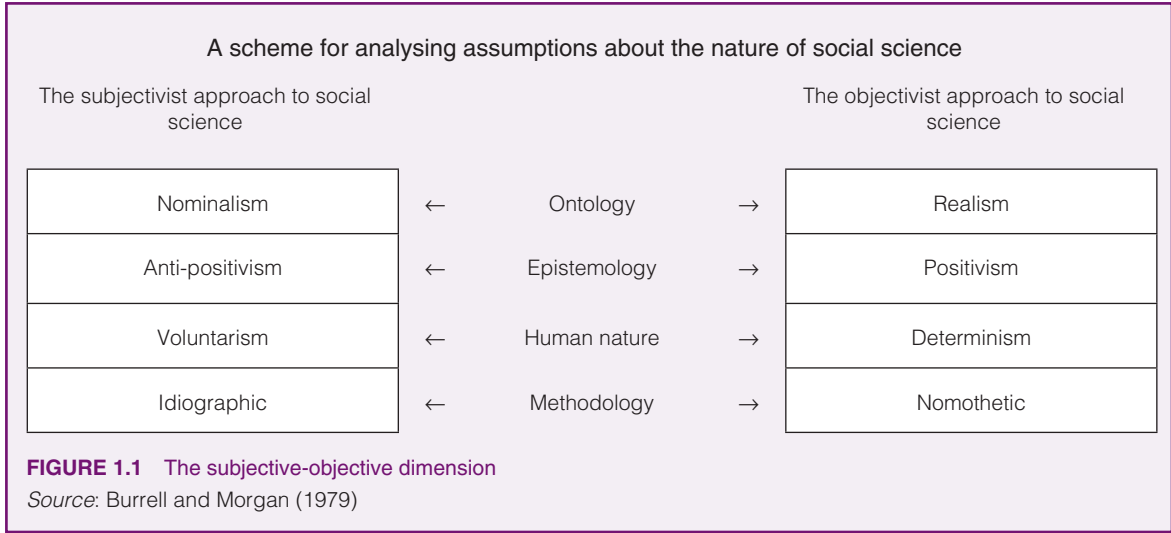 A scheme for analysing assumptions about the nature of social science
The subjectivist approach to social
science
The objectivist approach to social
science
Nominalism ← Ontology → Realism
Anti-positivism ← Epistemology → Positivism
Voluntarism ← Human nature → Determinism
Idiographic ← Methodology → Nomothetic
FIGURE 1.1 The subjective-objective dimension
Source: Burrell and Morgan (1979)